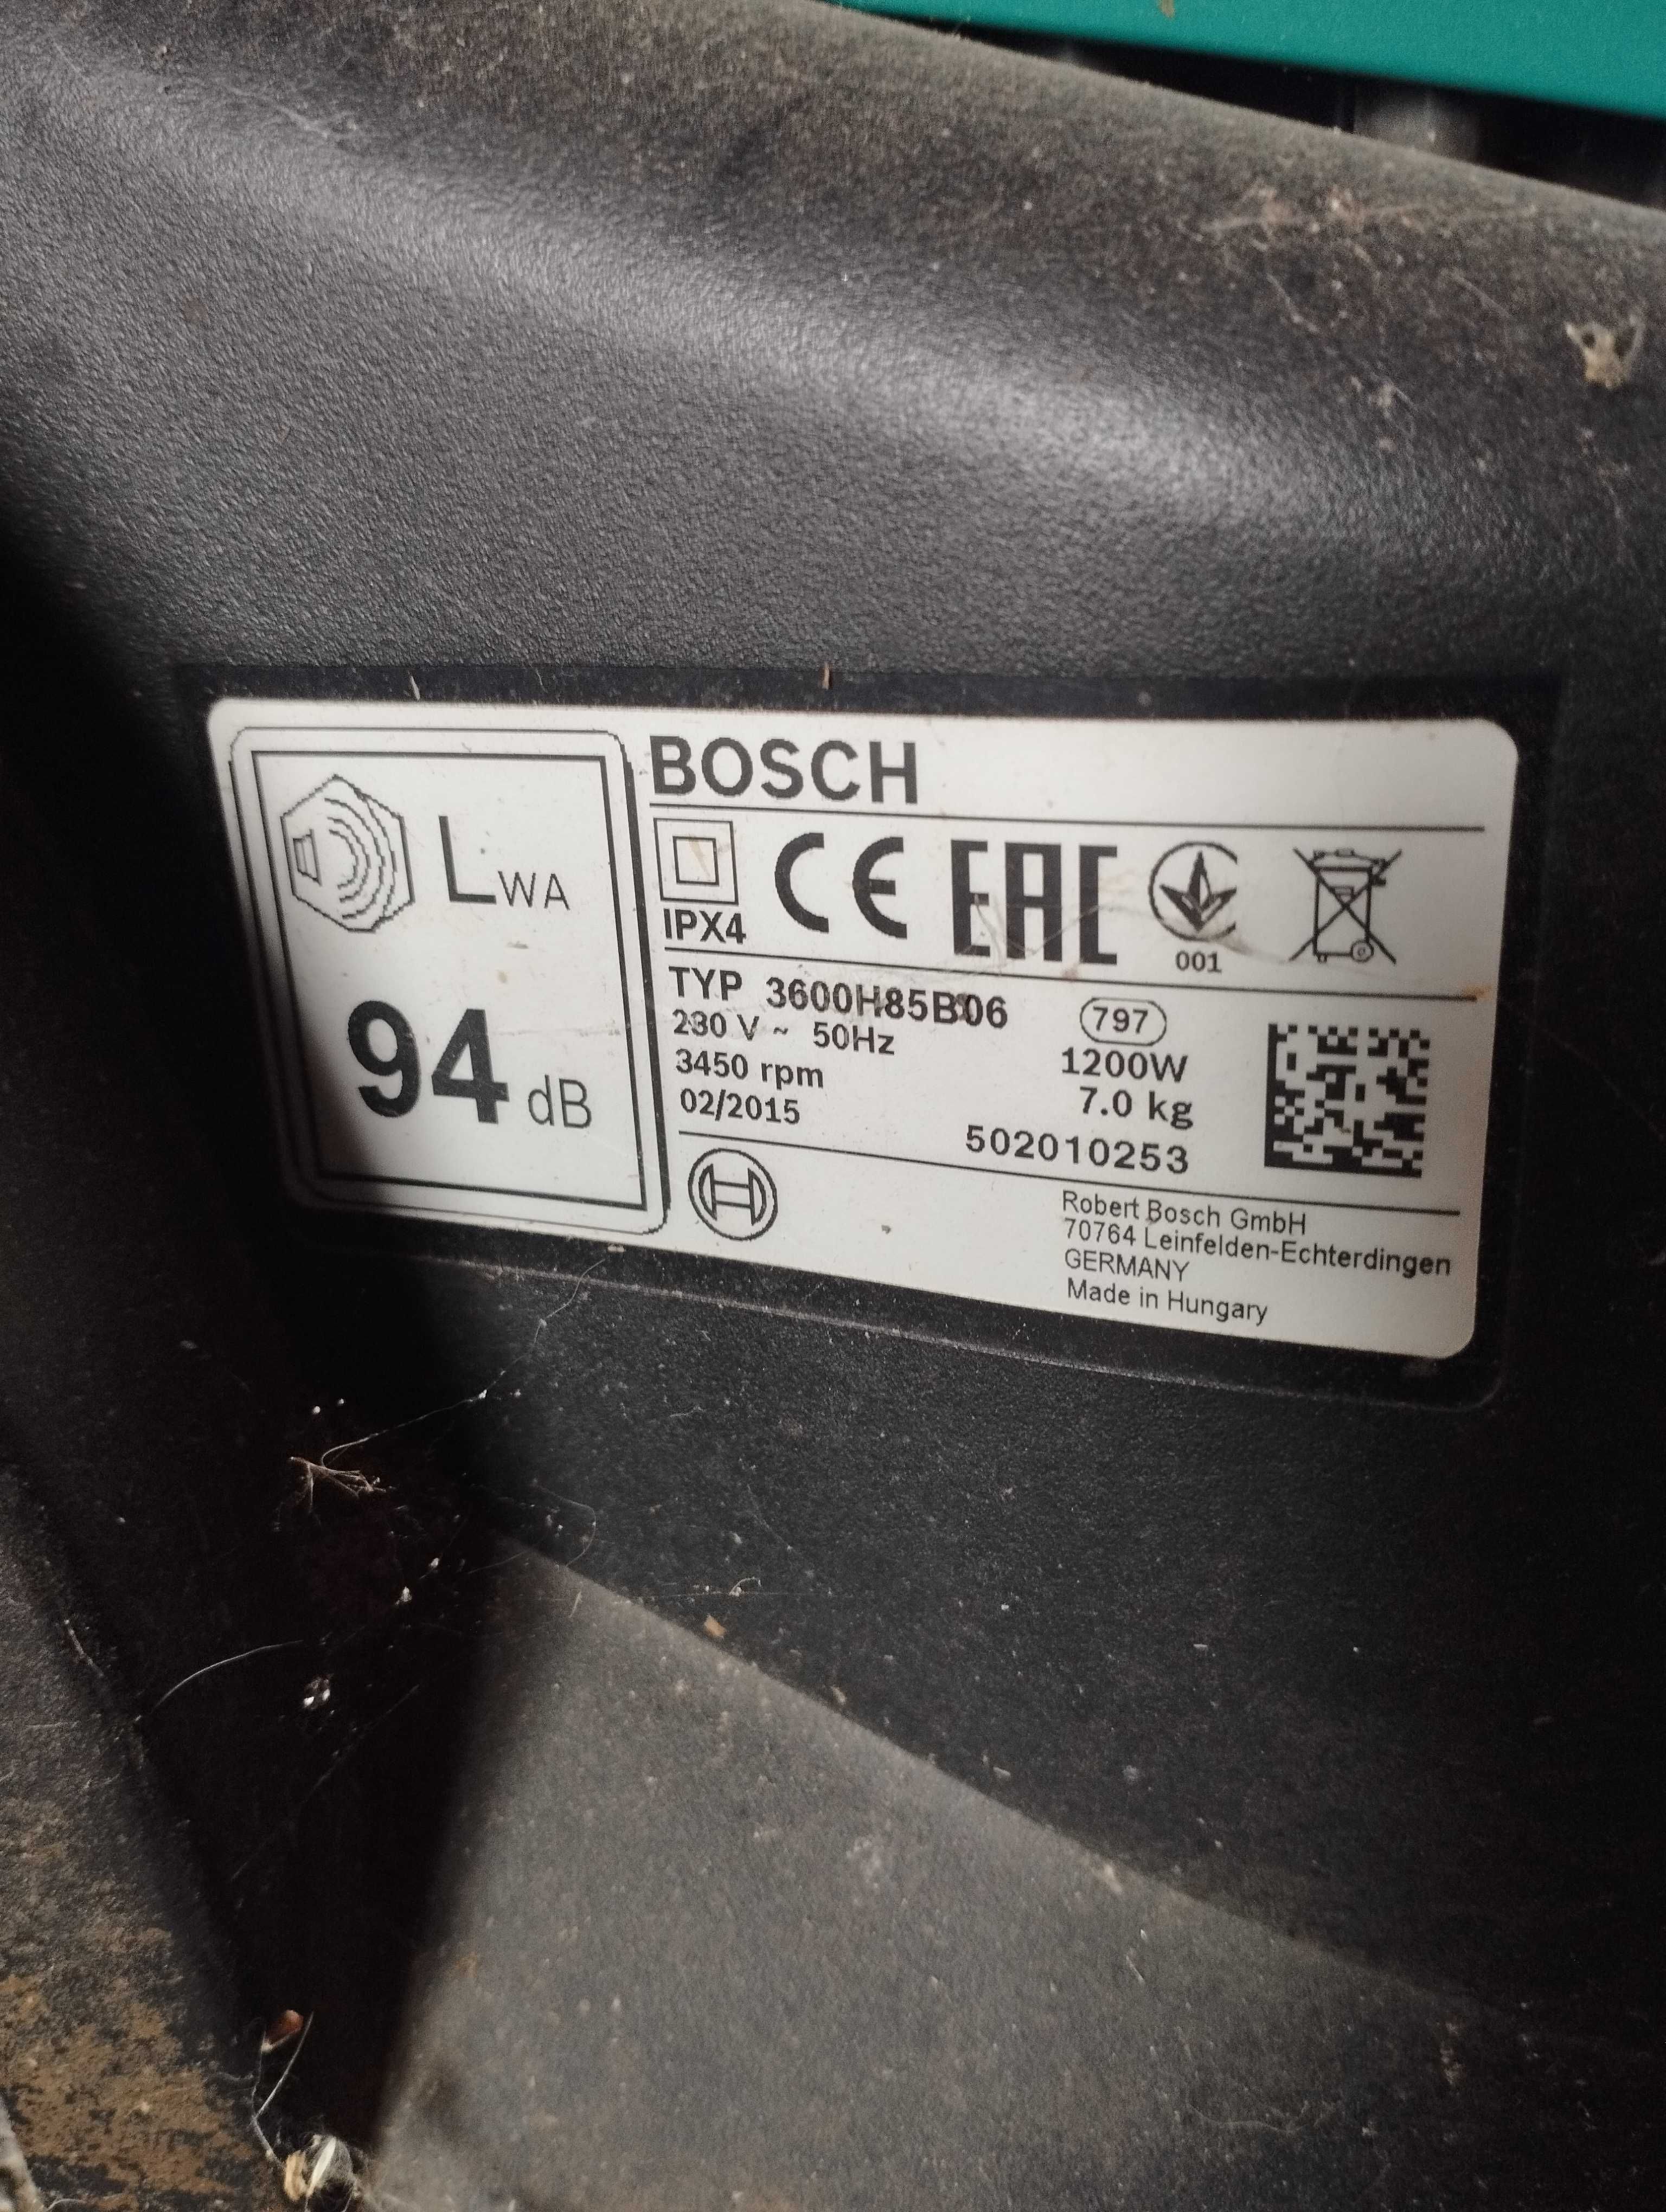 LWA
94 dB
BOSCH
IPX4
CE EAC
001
TYP 3600H85B06 797
230 V ~ 50Hz 1200W
3450 rpm 7.0 kg
02/2015 502010253
Robert Bosch GmbH
70764 Leinfelden-Echterdingen
GERMANY
Made in Hungary